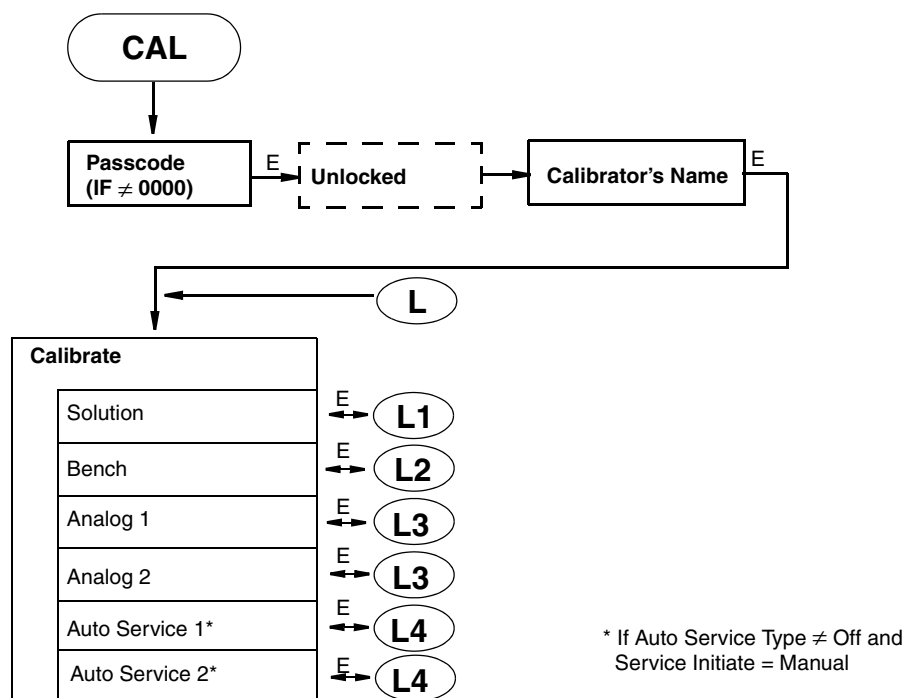 CAL
Passcode
(IF ≠ 0000)
E
Unlocked
Calibrator's Name
E
L
Calibrate
Solution
E
L1
Bench
E
L2
Analog 1
E
L3
Analog 2
E
L3
Auto Service 1*
E
L4
Auto Service 2*
E
L4
* If Auto Service Type ≠ Off and
Service Initiate = Manual